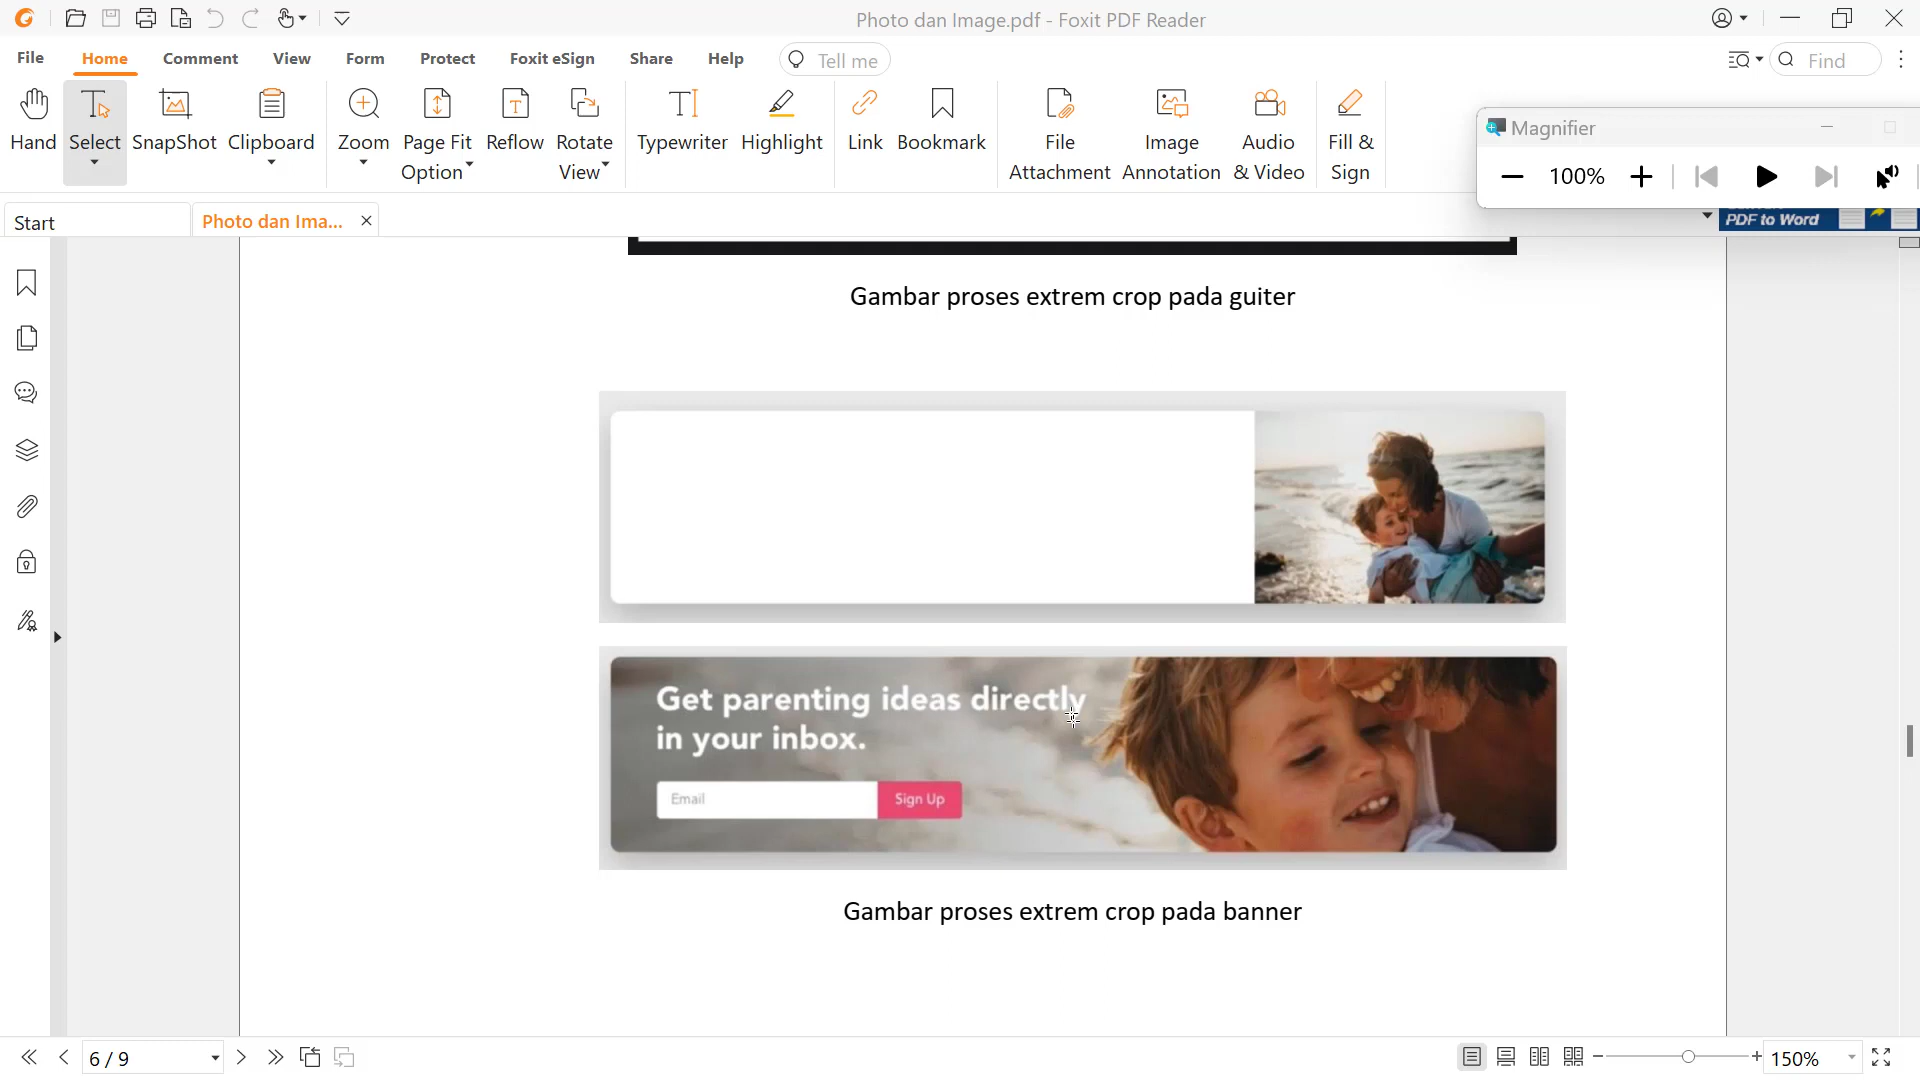 Photo dan Image.pdf - Foxit PDF Reader
File Home Comment View Form Protect Foxit eSign Share Help Tell me Find
Hand Select SnapShot Clipboard Zoom Page Fit Option Reflow Rotate View Typewriter Highlight Link Bookmark File Attachment Image Annotation Audio & Video Fill & Sign
Magnifier
100%
Start Photo dan Ima... PDF to Word
Gambar proses extrem crop pada guiter
Get parenting ideas directly
in your inbox.
Email Sign Up
Gambar proses extrem crop pada banner
6 / 9 150%